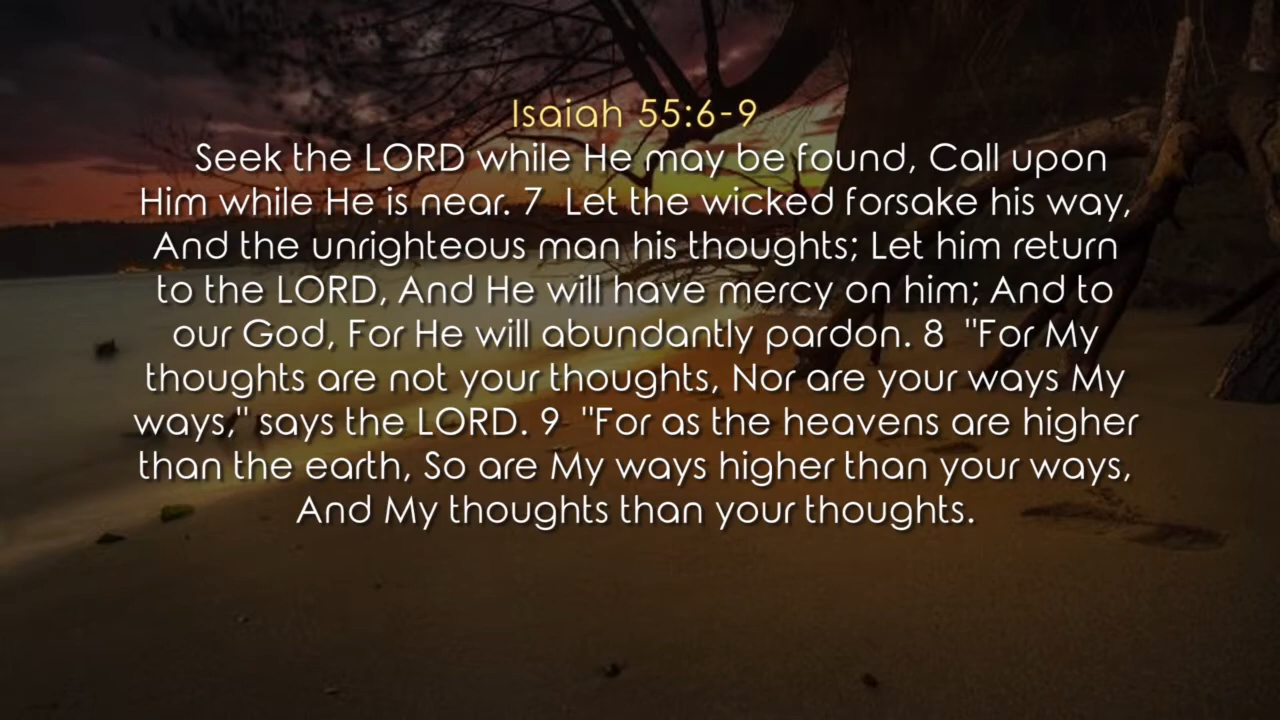 Isaiah 55:6-9
Seek the LORD while He may be found, Call upon
Him while He is near. 7 Let the wicked forsake his way,
And the unrighteous man his thoughts; Let him return
to the LORD, And He will have mercy on him; And to
our God, For He will abundantly pardon. 8 "For My
thoughts are not your thoughts, Nor are your ways My
ways," says the LORD. 9 "For as the heavens are higher
than the earth, So are My ways higher than your ways,
And My thoughts than your thoughts.